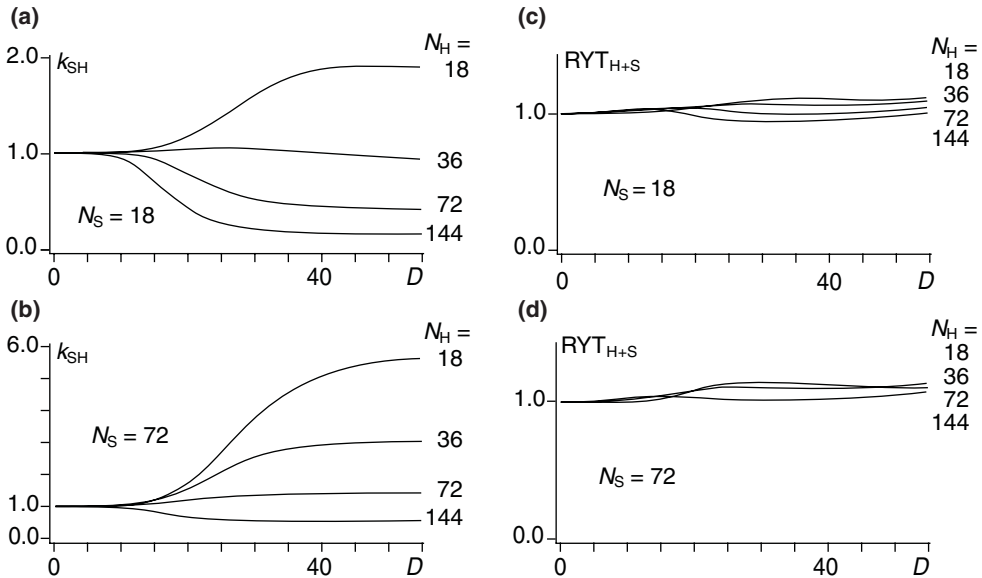 (a)
k_SH
N_H =
2.0
18
1.0
36
72
144
N_S = 18
0.0
0
40
D
(b)
6.0
k_SH
N_H =
18
N_S = 72
36
72
1.0
144
0.0
0
40
D
(c)
RYT_H+S
N_H =
18
36
1.0
72
144
N_S = 18
0.0
0
40
D
(d)
RYT_H+S
N_H =
18
36
1.0
72
144
N_S = 72
0.0
0
40
D